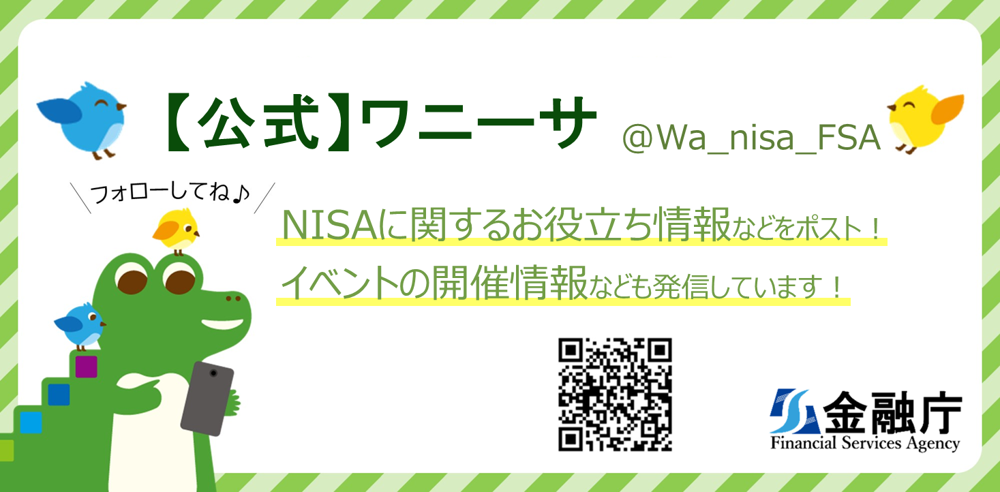 【公式】ワニーサ @Wa_nisa_FSA
フォローしてね♪
NISAに関するお役立ち情報などをポスト！
イベントの開催情報なども発信しています！
金融庁
Financial Services Agency